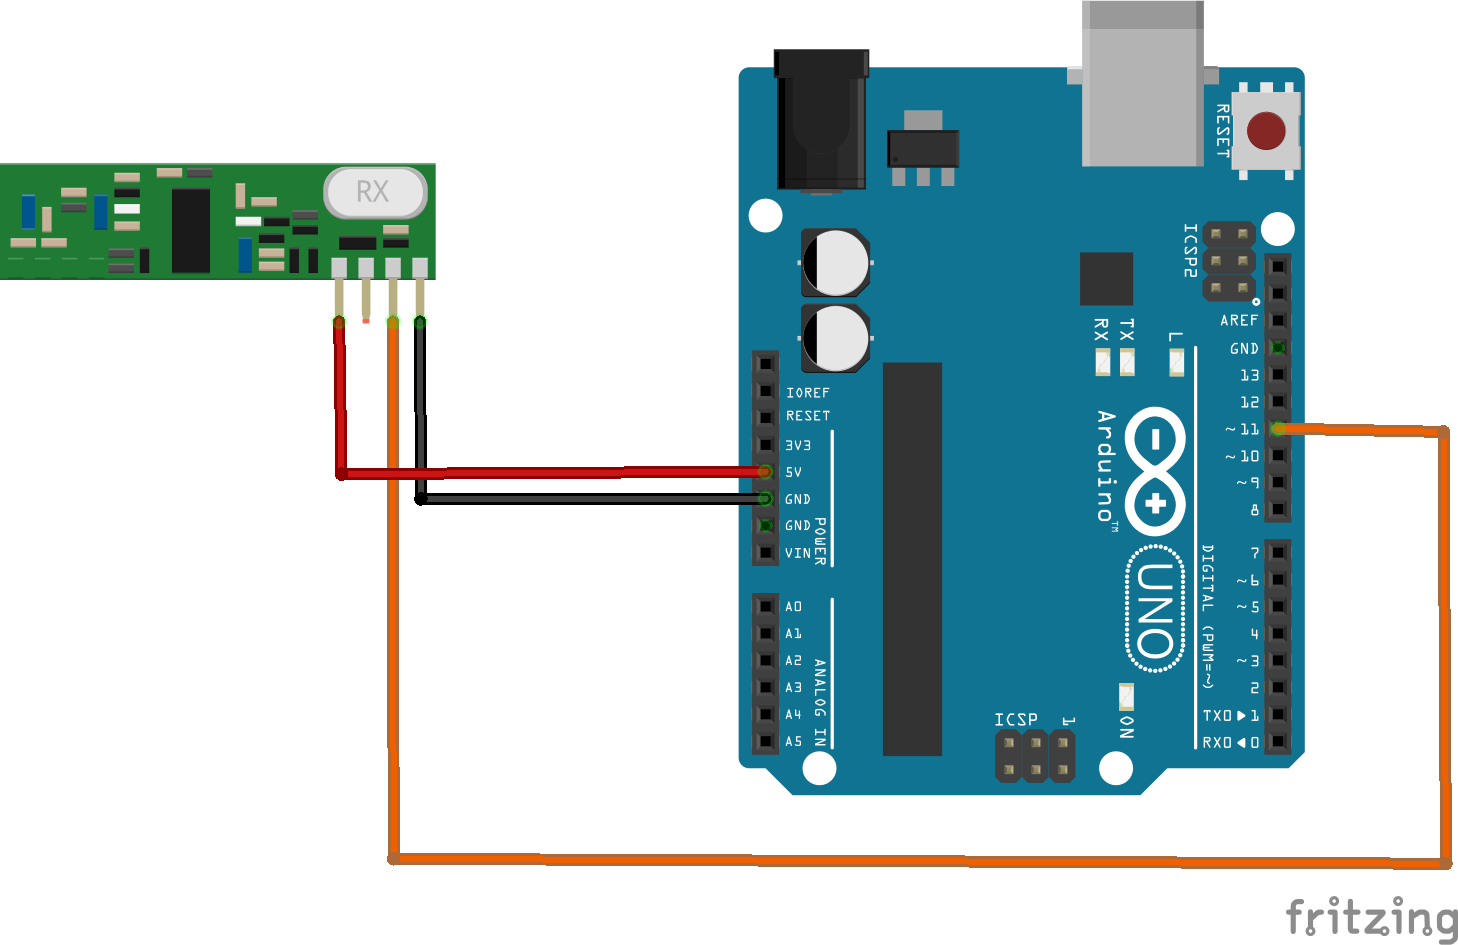 RX
RESET
ICSP2
AREF
GND
13
12
~11
~10
~9
8
RX
TX
L
IOREF
RESET
3V3
5V
GND
GND
VIN
POWER
Arduino™
UNO
DIGITAL (PWM=~)
7
~6
~5
4
~3
2
TX0▶1
RX0◀0
A0
A1
A2
A3
A4
A5
ANALOG IN
ICSP
1
ON
fritzing